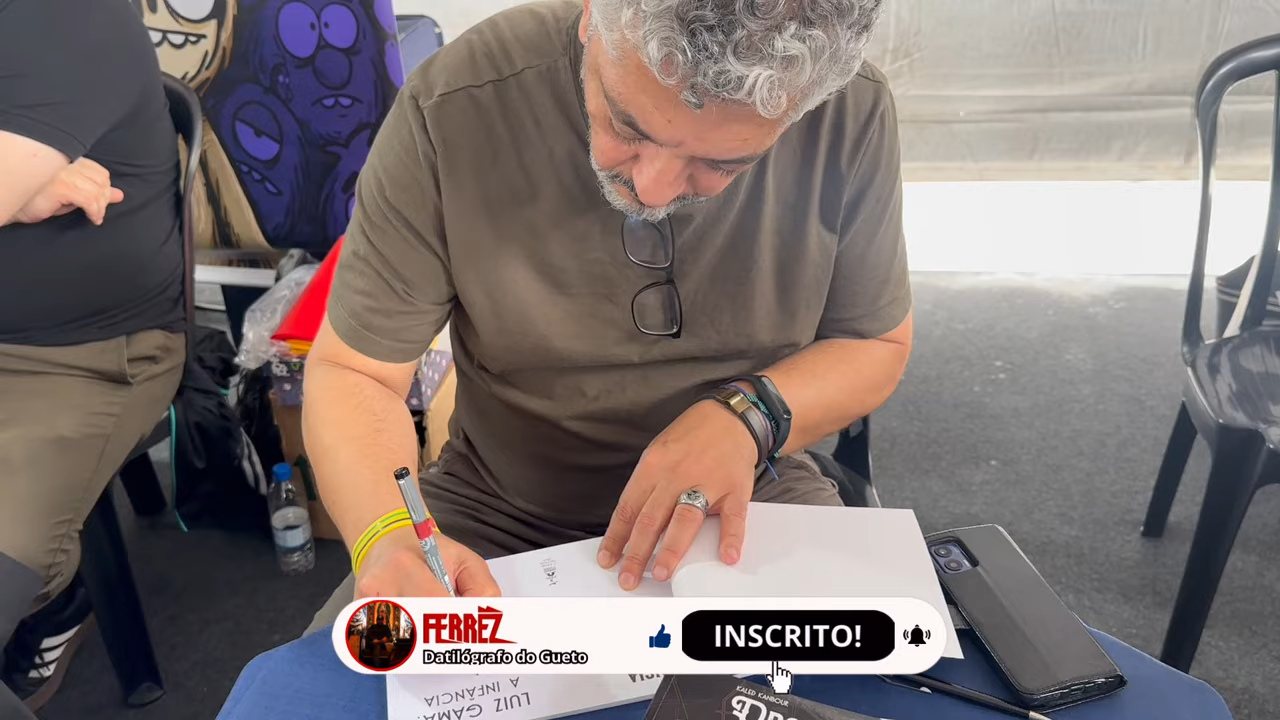 FERRÉZ
Datilógrafo do Gueto
INSCRITO!
LUIZ GAMA:
A INFÂNCIA
KALED KANBOUR